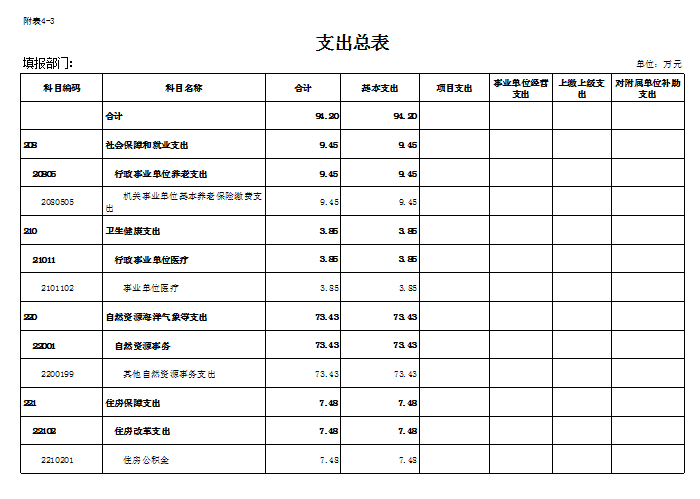 附表4-3
支出总表
填报部门：
单位：万元
科目编码 科目名称 合计 基本支出 项目支出 事业单位经营支出 上缴上级支出 对附属单位补助支出
合计 94.20 94.20
208 社会保障和就业支出 9.45 9.45
20805 行政事业单位养老支出 9.45 9.45
2080505 机关事业单位基本养老保险缴费支出 9.45 9.45
210 卫生健康支出 3.85 3.85
21011 行政事业单位医疗 3.85 3.85
2101102 事业单位医疗 3.85 3.85
220 自然资源海洋气象等支出 73.43 73.43
22001 自然资源事务 73.43 73.43
2200199 其他自然资源事务支出 73.43 73.43
221 住房保障支出 7.48 7.48
22102 住房改革支出 7.48 7.48
2210201 住房公积金 7.48 7.48